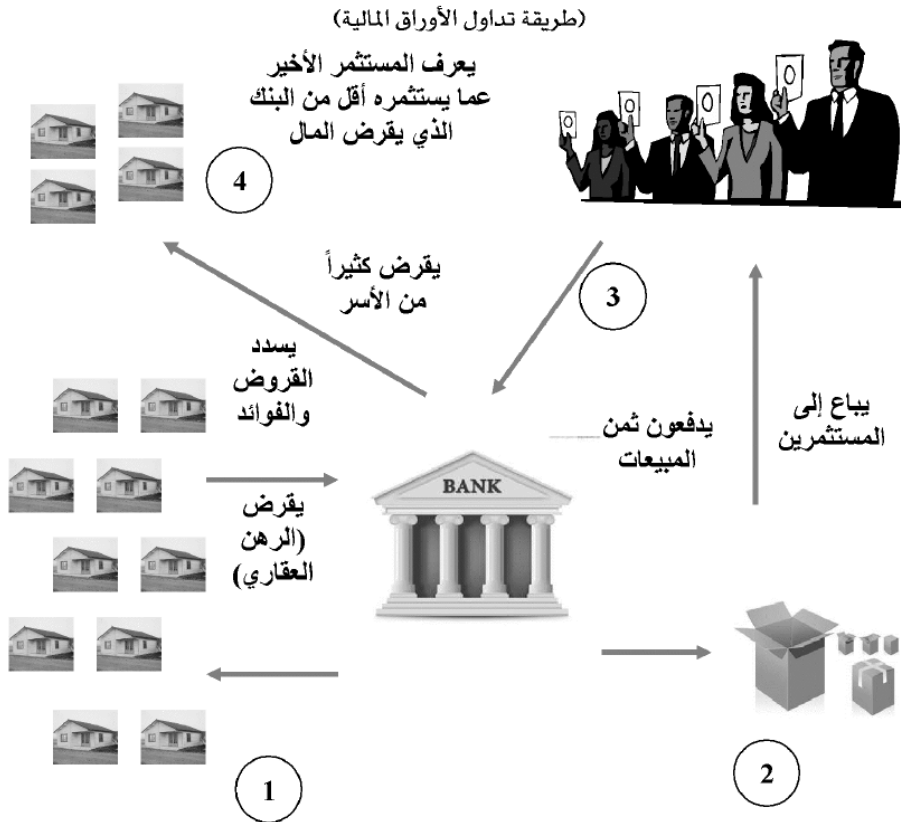 (طريقة تداول الأوراق المالية)
يعرف المستثمر الأخير
عما يستثمره أقل من البنك
الذي يقرض المال
4
يقرض كثيراً
من الأسر
3
يسدد
القروض
والفوائد
يدفعون ثمن
المبيعات
يباع إلى
المستثمرين
BANK
يقرض
(الرهن
العقاري)
1
2